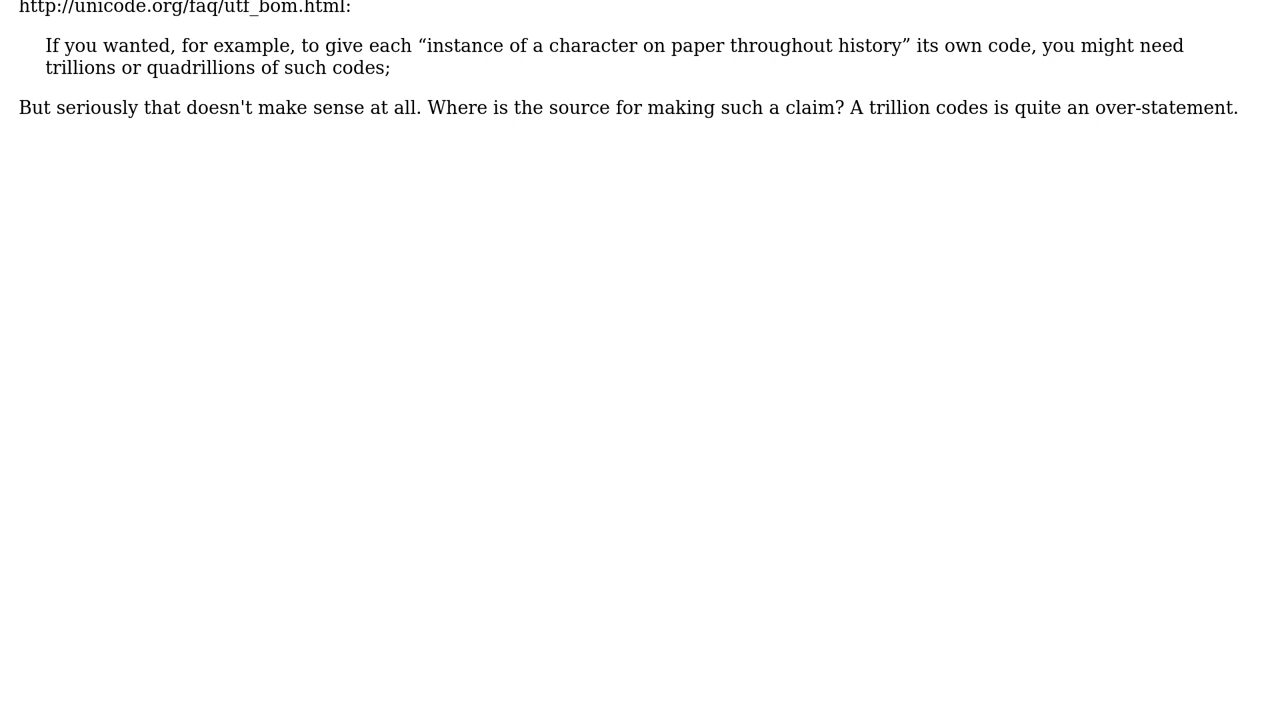 http://unicode.org/faq/utf_bom.html:
If you wanted, for example, to give each “instance of a character on paper throughout history” its own code, you might need
trillions or quadrillions of such codes;
But seriously that doesn't make sense at all. Where is the source for making such a claim? A trillion codes is quite an over-statement.